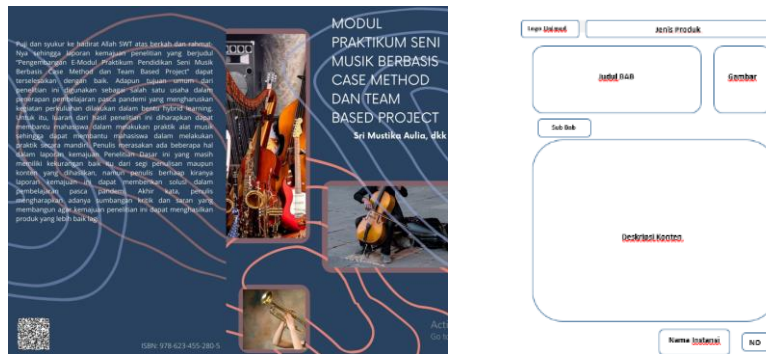 Puji dan syukur ke hadirat Allah SWT atas berkah dan rahmat-
Nya sehingga laporan kemajuan penelitian yang berjudul
"Pengembangan E-Modul Praktikum Pendidikan Seni Musik
Berbasis Case Method dan Team Based Project" dapat
terselesaikan dengan baik. Adapun tujuan umum dari
penelitian ini digunakan sebagai salah satu usaha dalam
penerapan pembelajaran pasca pandemi yang mengharuskan
kegiatan perkuliahan dilakukan dalam bentu hybrid learning.
Untuk itu, luaran dari hasil penelitian ini diharapkan dapat
membantu mahasiswa dalam melakukan praktik alat musik
sehingga dapat membantu mahasiswa dalam melakukan
praktik secara mandiri. Penulis merasakan ada beberapa hal
dalam laporan kemajuan Penelitian Dasar ini yang masih
memiliki kekurangan baik itu dari segi penulisan maupun
konten yang dihasilkan, namun penulis berharap kiranya
laporan kemajuan ini dapat memberikan solusi dalam
pembelajaran pasca pandemi. Akhir kata, penulis
mengharapkan adanya sumbangan kritik dan saran yang
membangun agar kemajuan penelitian ini dapat menghasilkan
produk yang lebih baik lagi
ISBN: 978-623-455-280-5
MODUL
PRAKTIKUM SENI
MUSIK BERBASIS
CASE METHOD
DAN TEAM
BASED PROJECT
Sri Mustika Aulia, dkk
Acti
Go to
Logo Unimed
Jenis Produk
Judul BAB
Gambar
Sub Bab
Deskripsi Konten
Nama Instansi
NO